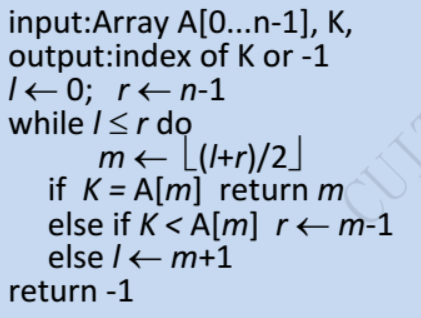 input:Array A[0...n-1], K,
output:index of K or -1
l ← 0; r ← n-1
while l ≤ r do
m ← ⌊(l+r)/2⌋
if K = A[m] return m
else if K < A[m] r ← m-1
else l ← m+1
return -1
CUIT